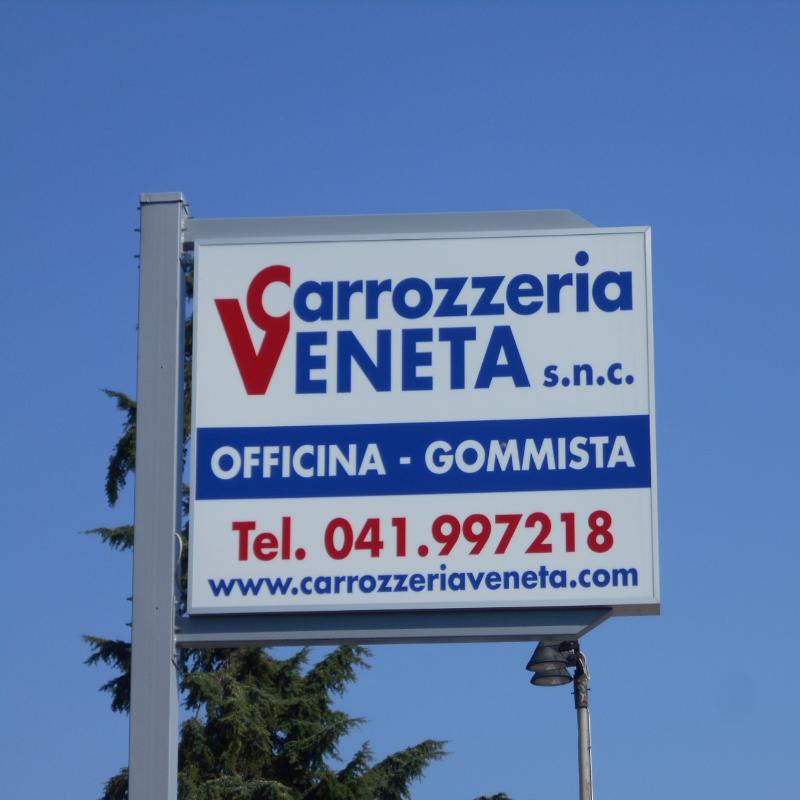 Carrozzeria
VENETA s.n.c.
OFFICINA - GOMMISTA
Tel. 041.997218
www.carrozzeriaveneta.com